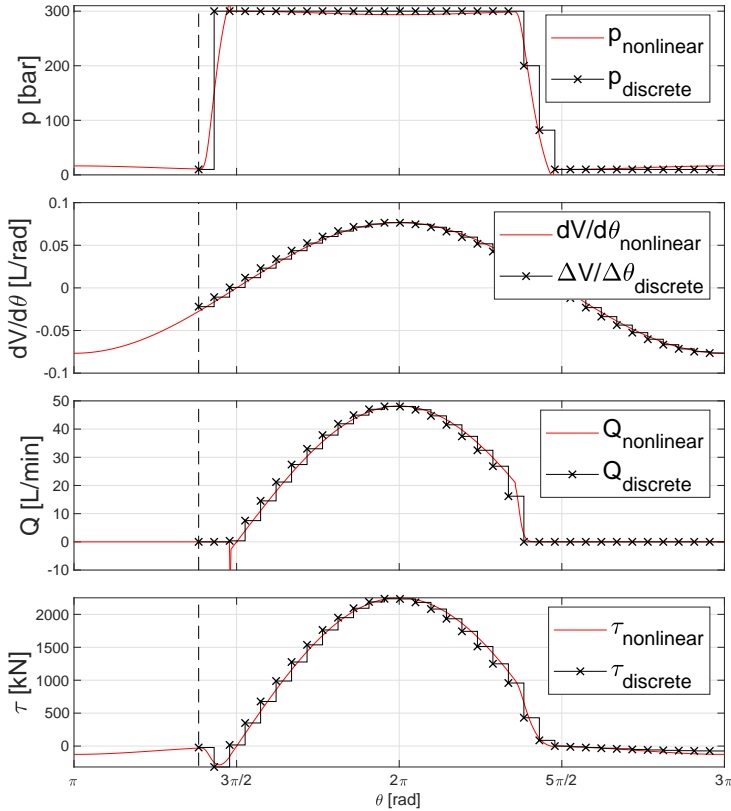 300
200
100
0
p [bar]
p_nonlinear
p_discrete
0.1
0.05
0
-0.05
-0.1
dV/dθ [L/rad]
dV/dθ_nonlinear
ΔV/Δθ_discrete
50
40
30
20
10
0
-10
Q [L/min]
Q_nonlinear
Q_discrete
2000
1500
1000
500
0
τ [kN]
τ_nonlinear
τ_discrete
π 3π/2 2π 5π/2 3π
θ [rad]